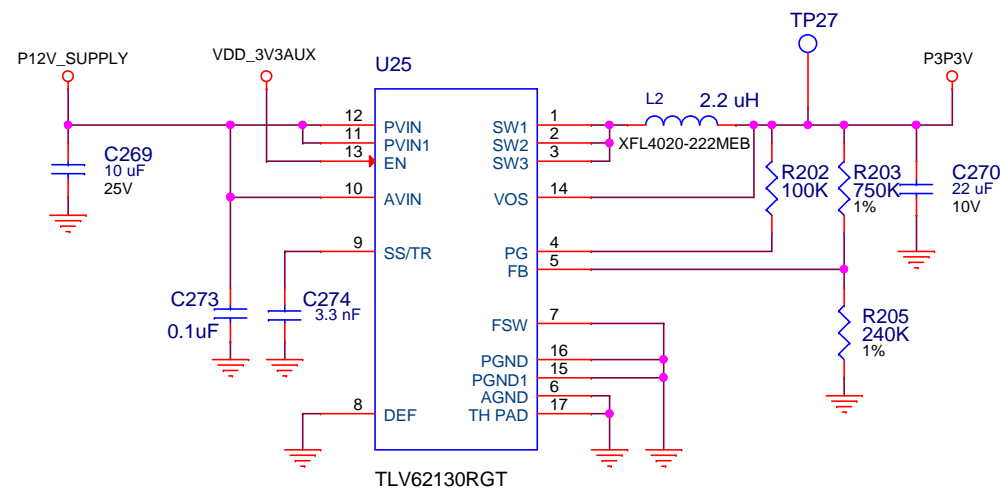 TP27
P12V_SUPPLY
VDD_3V3AUX
U25
P3P3V
L2
2.2 uH
XFL4020-222MEB
12
PVIN
11
PVIN1
13
EN
10
AVIN
9
SS/TR
8
DEF
SW1
1
SW2
2
SW3
3
VOS
14
PG
4
FB
5
FSW
7
PGND
16
PGND1
15
AGND
6
TH PAD
17
C269
10 uF
25V
R202
100K
R203
750K
1%
C270
22 uF
10V
C273
0.1uF
C274
3.3 nF
R205
240K
1%
TLV62130RGT